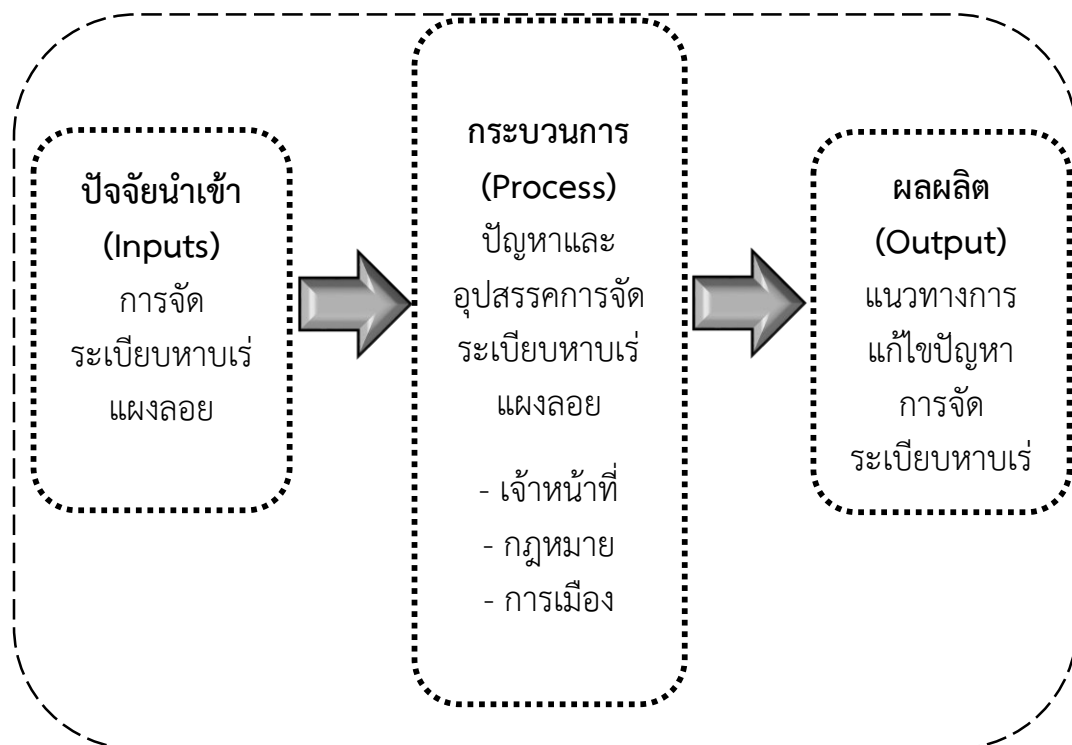 ปัจจัยนำเข้า
(Inputs)
การจัด
ระเบียบหาบเร่
แผงลอย
กระบวนการ
(Process)
ปัญหาและ
อุปสรรคการจัด
ระเบียบหาบเร่
แผงลอย
- เจ้าหน้าที่
- กฎหมาย
- การเมือง
ผลผลิต
(Output)
แนวทางการ
แก้ไขปัญหา
การจัด
ระเบียบหาบเร่